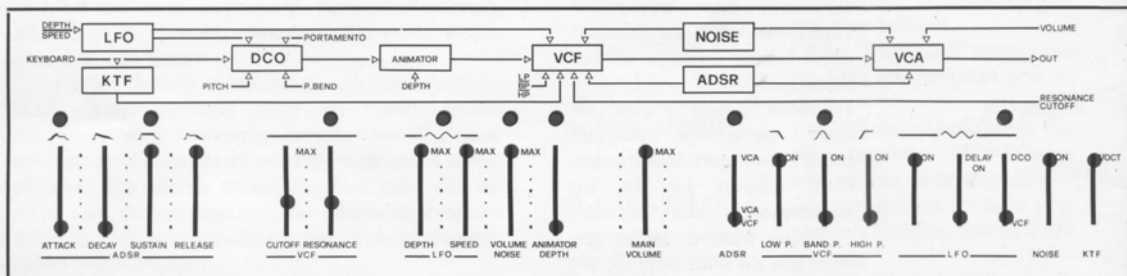 DEPTH
SPEED
LFO
NOISE
VOLUME
PORTAMENTO
KEYBOARD
DCO
ANIMATOR
VCF
VCA
OUT
KTF
PITCH
P.BEND
DEPTH
LP
BP
HP
ADSR
RESONANCE
CUTOFF
MAX MAX MAX MAX MAX VCA ON ON ON ON DELAY ON DCO ON VOCT
VCA VCF
ATTACK DECAY SUSTAIN RELEASE CUTOFF RESONANCE DEPTH SPEED VOLUME NOISE ANIMATOR DEPTH MAIN VOLUME ADSR LOW P. BAND P. HIGH P. LFO NOISE KTF
ADSR VCF LFO VCF